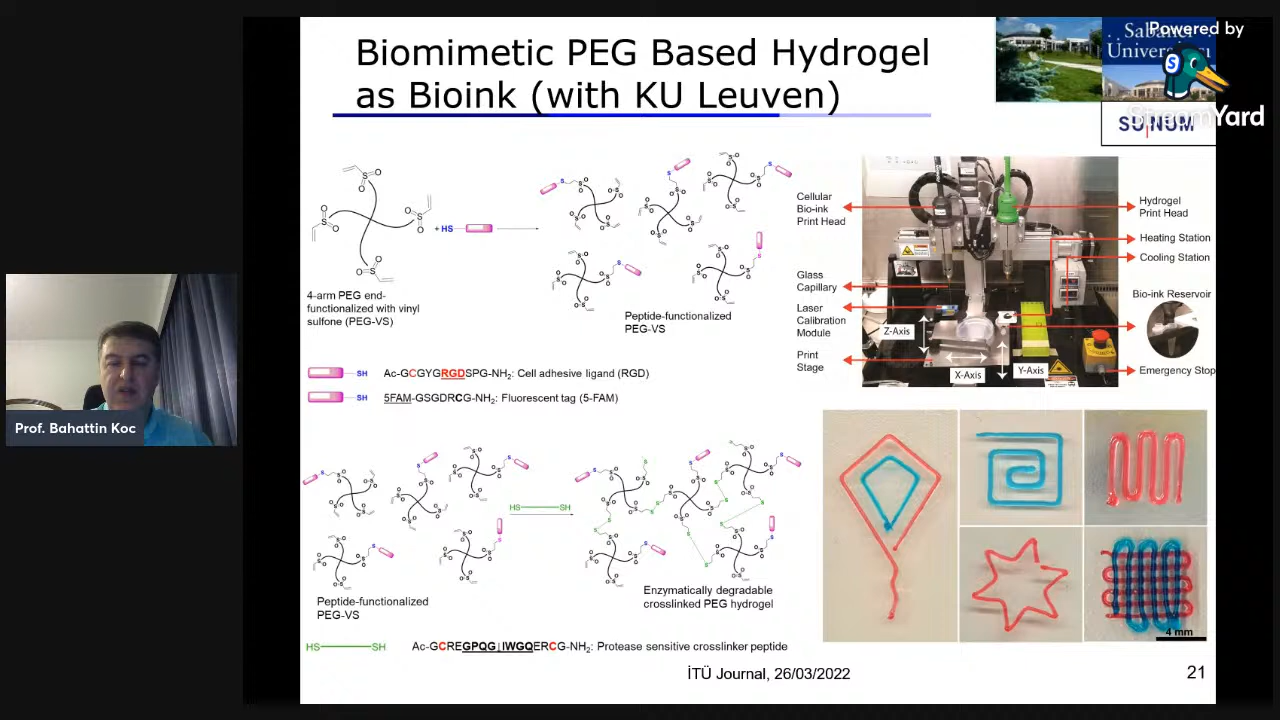 Biomimetic PEG Based Hydrogel
as Bioink (with KU Leuven)
Powered by
StreamYard
SUNUM
4-arm PEG end-
functionalized with vinyl
sulfone (PEG-VS)
+ HS
Peptide-functionalized
PEG-VS
SH Ac-GCGYGRGDSPG-NH₂: Cell adhesive ligand (RGD)
SH 5FAM-GSGDRCG-NH₂: Fluorescent tag (5-FAM)
Cellular
Bio-ink
Print Head
Glass
Capillary
Laser
Calibration
Module
Print
Stage
Z-Axis
X-Axis
Y-Axis
Hydrogel
Print Head
Heating Station
Cooling Station
Bio-ink Reservoir
Emergency Stop
Prof. Bahattin Koc
HS SH
Peptide-functionalized
PEG-VS
Enzymatically degradable
crosslinked PEG hydrogel
HS SH Ac-GCREGPQG↓IWGQERCG-NH₂: Protease sensitive crosslinker peptide
4 mm
İTÜ Journal, 26/03/2022
21